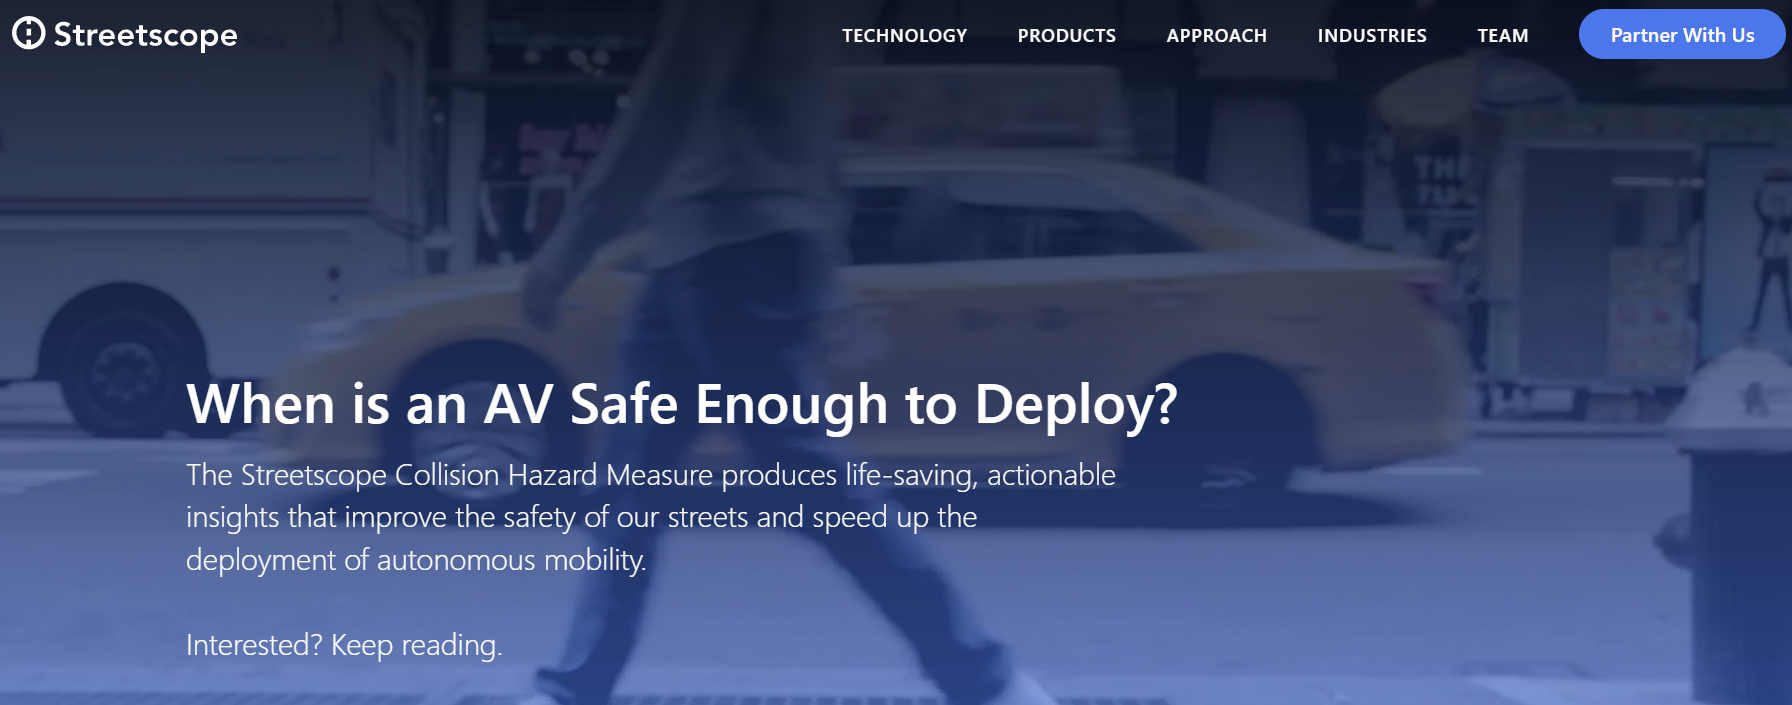 Streetscope
TECHNOLOGY PRODUCTS APPROACH INDUSTRIES TEAM Partner With Us
THE
When is an AV Safe Enough to Deploy?
The Streetscope Collision Hazard Measure produces life-saving, actionable
insights that improve the safety of our streets and speed up the
deployment of autonomous mobility.
Interested? Keep reading.